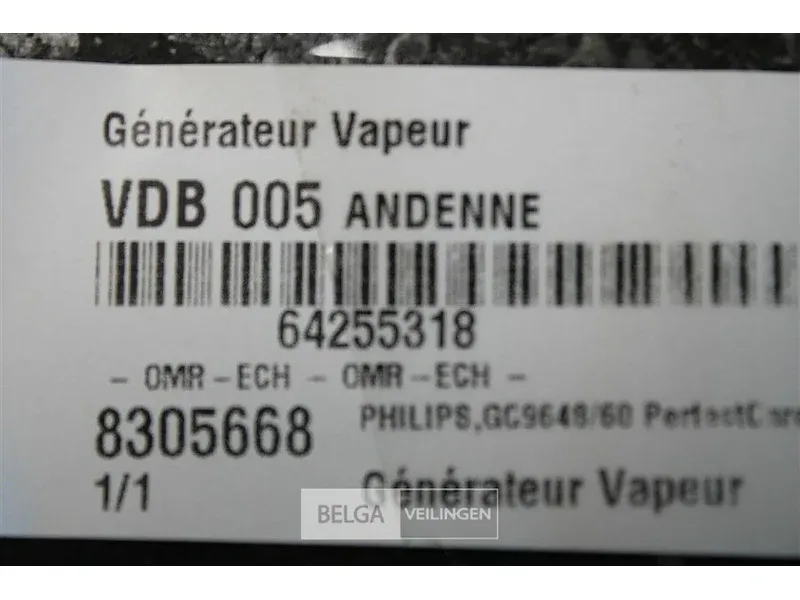 Générateur Vapeur
VDB 005 ANDENNE
64255318
- OMR - ECH - OMR - ECH -
8305668 PHILIPS,GC9648/60 PerfectCare
1/1 Générateur Vapeur
BELGA VEILINGEN